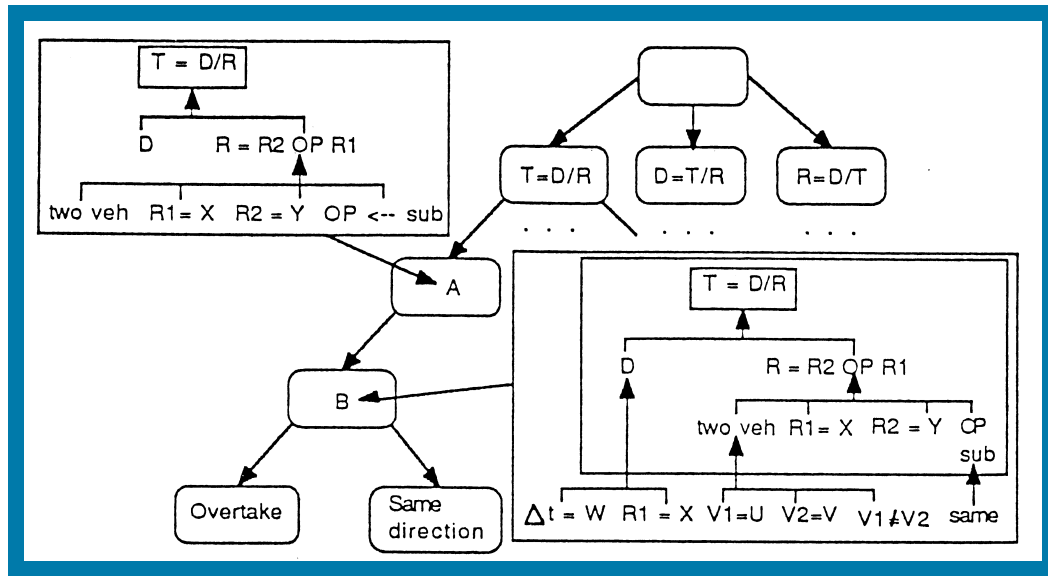 T = D/R
D R = R2 OP R1
two veh R1 = X R2 = Y OP <-- sub
T=D/R D=T/R R=D/T
. . . . . . . . .
A
B
Overtake
Same
direction
T = D/R
D R = R2 OP R1
two veh R1 = X R2 = Y OP
sub
Δt = W R1 = X V1=U V2=V V1≠V2 same